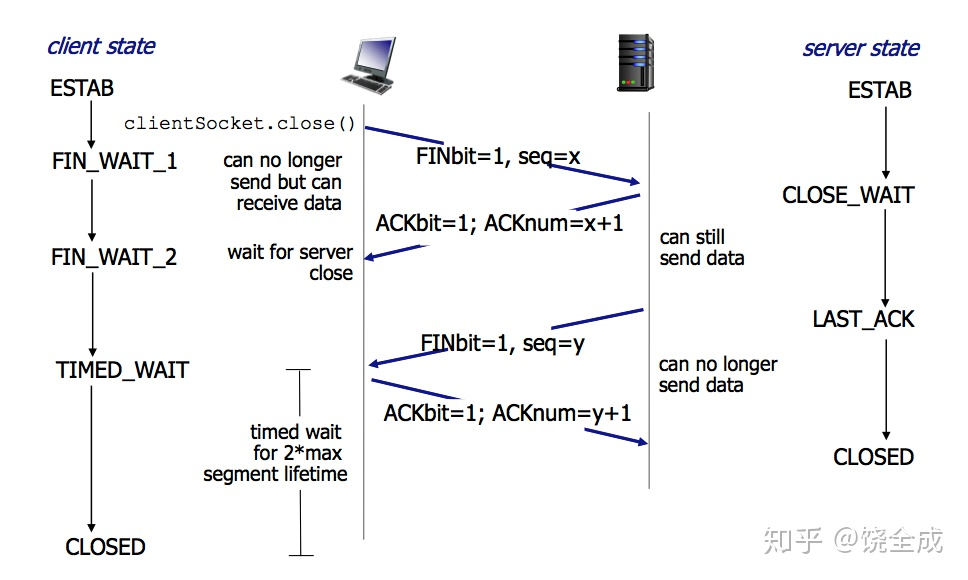 client state
server state
ESTAB
ESTAB
clientSocket.close()
FINbit=1, seq=x
FIN_WAIT_1
can no longer
send but can
receive data
CLOSE_WAIT
ACKbit=1; ACKnum=x+1
can still
send data
FIN_WAIT_2
wait for server
close
LAST_ACK
FINbit=1, seq=y
TIMED_WAIT
can no longer
send data
ACKbit=1; ACKnum=y+1
timed wait
for 2*max
segment lifetime
CLOSED
CLOSED
知乎 @饶全成